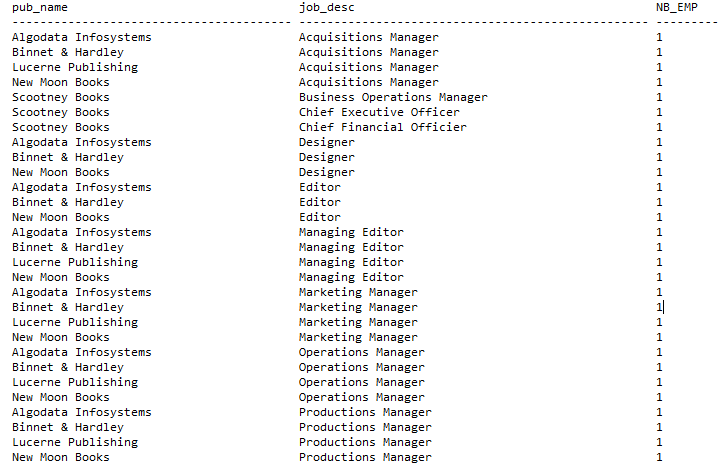 pub_name job_desc NB_EMP
---------------------------------------- -------------------------------------------------- -----------
Algodata Infosystems Acquisitions Manager 1
Binnet & Hardley Acquisitions Manager 1
Lucerne Publishing Acquisitions Manager 1
New Moon Books Acquisitions Manager 1
Scootney Books Business Operations Manager 1
Scootney Books Chief Executive Officer 1
Scootney Books Chief Financial Officier 1
Algodata Infosystems Designer 1
Binnet & Hardley Designer 1
New Moon Books Designer 1
Algodata Infosystems Editor 1
Binnet & Hardley Editor 1
New Moon Books Editor 1
Algodata Infosystems Managing Editor 1
Binnet & Hardley Managing Editor 1
Lucerne Publishing Managing Editor 1
New Moon Books Managing Editor 1
Algodata Infosystems Marketing Manager 1
Binnet & Hardley Marketing Manager 1
Lucerne Publishing Marketing Manager 1
New Moon Books Marketing Manager 1
Algodata Infosystems Operations Manager 1
Binnet & Hardley Operations Manager 1
Lucerne Publishing Operations Manager 1
New Moon Books Operations Manager 1
Algodata Infosystems Productions Manager 1
Binnet & Hardley Productions Manager 1
Lucerne Publishing Productions Manager 1
New Moon Books Productions Manager 1